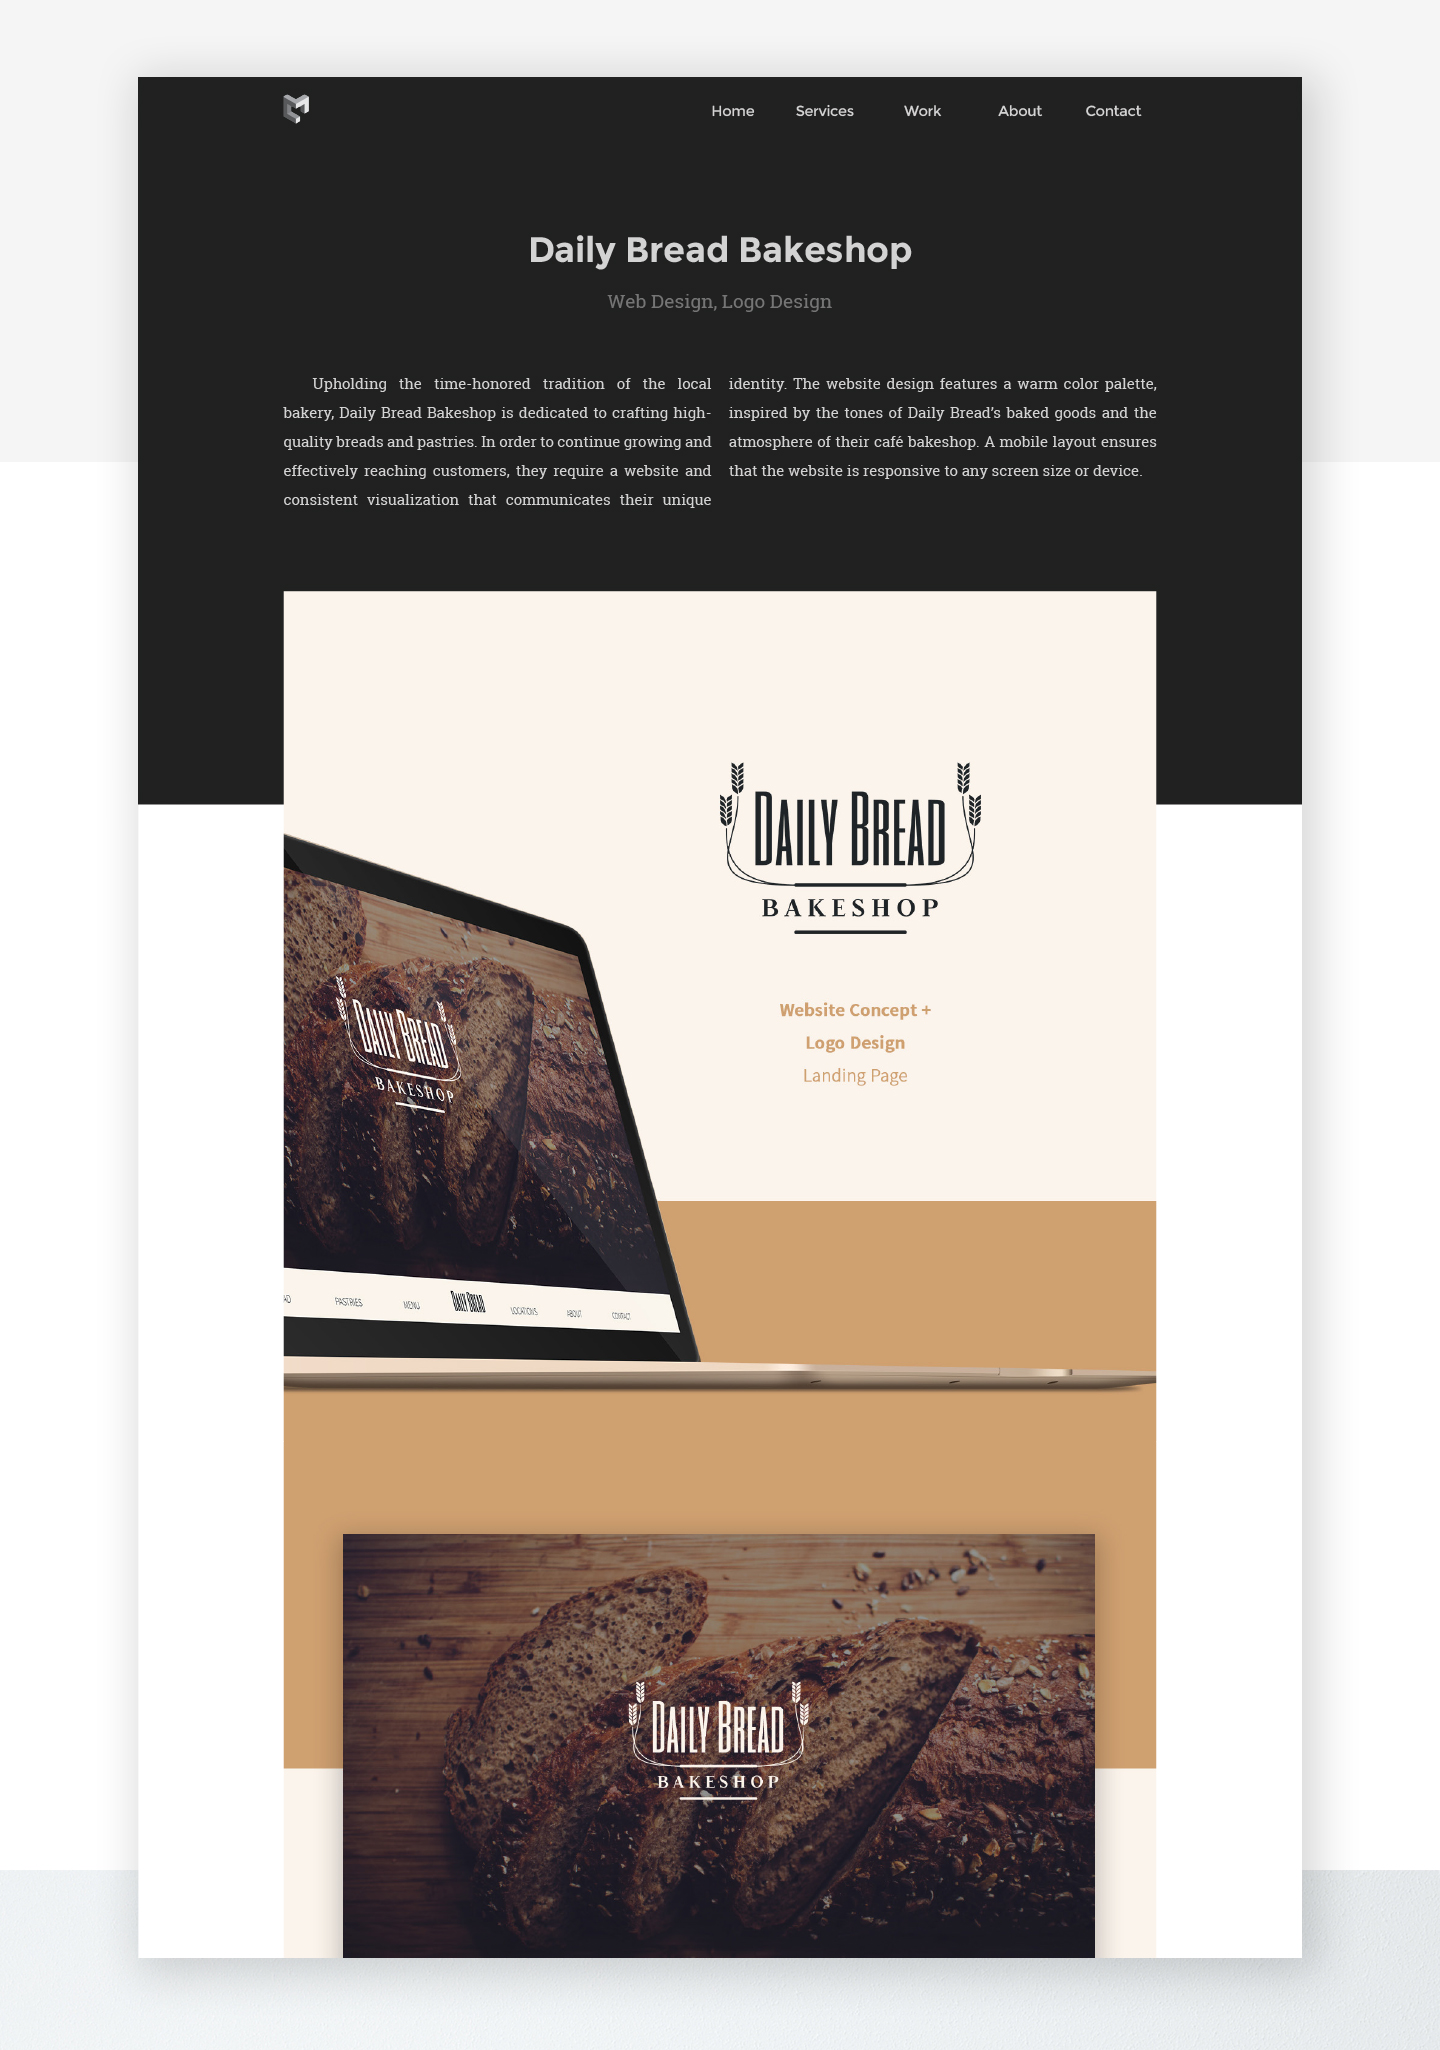 Home Services Work About Contact
Daily Bread Bakeshop
Web Design, Logo Design
Upholding the time-honored tradition of the local
bakery, Daily Bread Bakeshop is dedicated to crafting high-
quality breads and pastries. In order to continue growing and
effectively reaching customers, they require a website and
consistent visualization that communicates their unique
identity. The website design features a warm color palette,
inspired by the tones of Daily Bread’s baked goods and the
atmosphere of their café bakeshop. A mobile layout ensures
that the website is responsive to any screen size or device.
DAILY BREAD
BAKESHOP
Website Concept +
Logo Design
Landing Page
DAILY BREAD
BAKESHOP
PASTRIES MENU DAILY BREAD LOCATIONS ABOUT CONTACT
DAILY BREAD
BAKESHOP